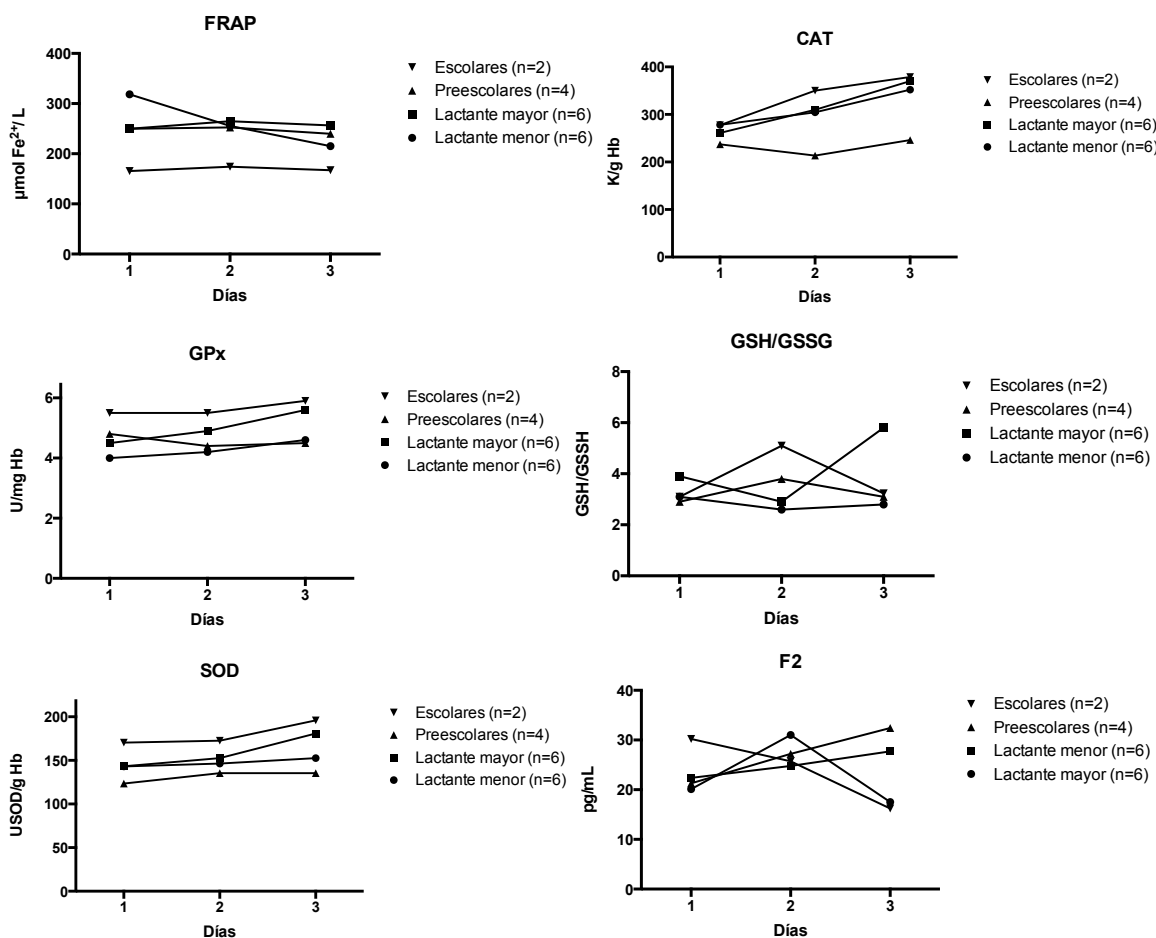 FRAP
400
300
200
100
0
µmol Fe²⁺/ L
1 2 3
Días
Escolares (n=2)
Preescolares (n=4)
Lactante mayor (n=6)
Lactante menor (n=6)
CAT
400
300
200
100
0
K/g Hb
1 2 3
Días
Escolares (n=2)
Preescolares (n=4)
Lactante mayor (n=6)
Lactante menor (n=6)
GPx
6
4
2
0
U/mg Hb
1 2 3
Días
Escolares (n=2)
Preescolares (n=4)
Lactante mayor (n=6)
Lactante menor (n=6)
GSH/GSSG
8
6
4
2
0
GSH/GSSH
1 2 3
Días
Escolares (n=2)
Preescolares (n=4)
Lactante mayor (n=6)
Lactante menor (n=6)
SOD
200
150
100
50
0
USOD/g Hb
1 2 3
Días
Escolares (n=2)
Preescolares (n=4)
Lactante mayor (n=6)
Lactante menor (n=6)
F2
40
30
20
10
0
pg/mL
1 2 3
Días
Escolares (n=2)
Preescolares (n=4)
Lactante menor (n=6)
Lactante mayor (n=6)